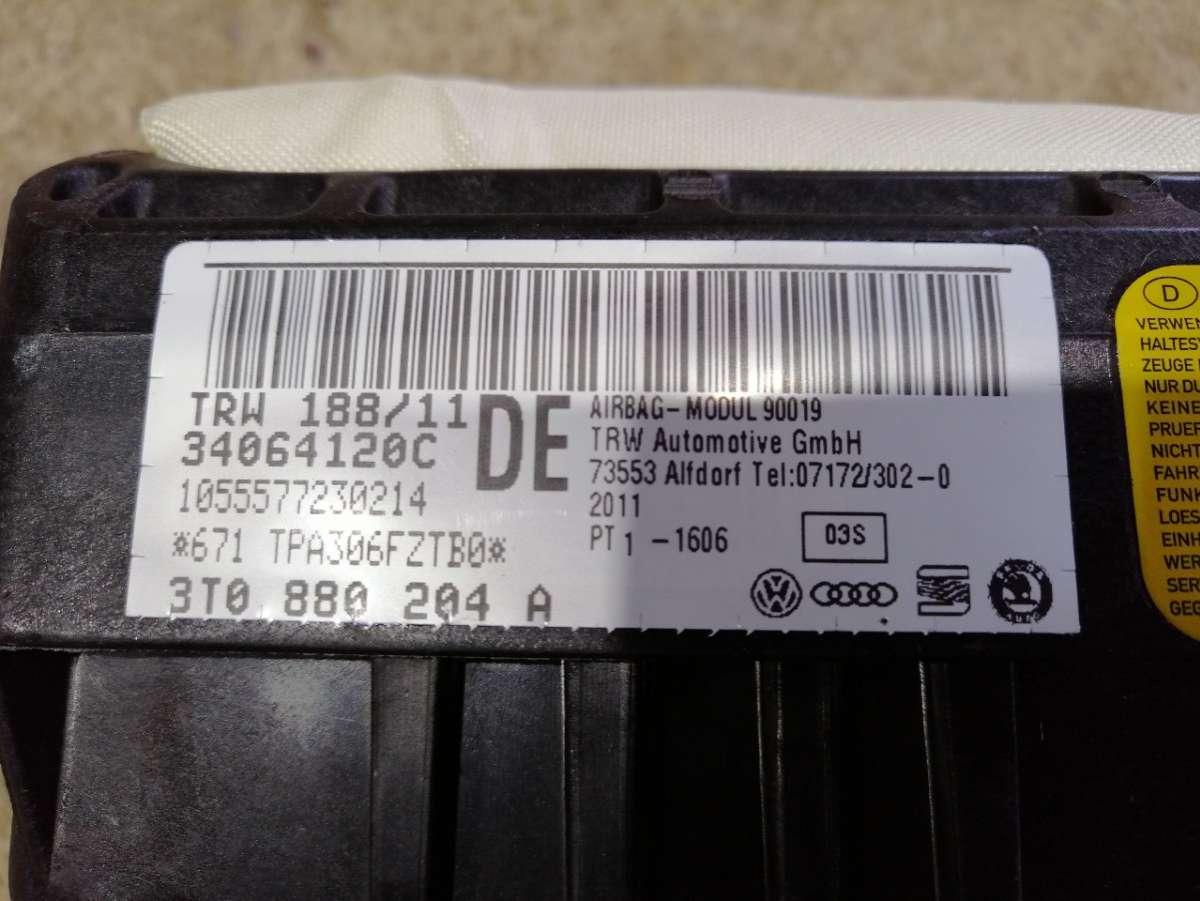 TRW 188/11
34064120C
DE
1055577230214
*671 TPA306FZTB0*
3T0 880 204 A
AIRBAG-MODUL 90019
TRW Automotive GmbH
73553 Alfdorf Tel:07172/302-0
2011
PT 1 -1606
03S
D
VERWEN
HALTESY
ZEUGE
NUR DU
KEINE
PRUEF
NICHT
FAHR
FUNK
LOES
EINH
WER
SER
GEG